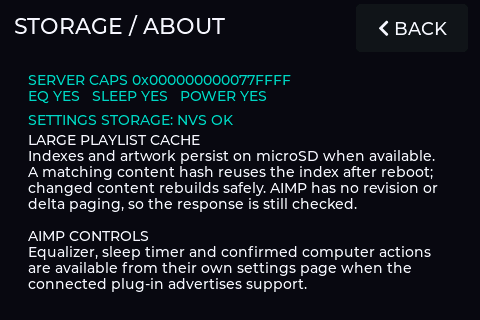 STORAGE / ABOUT
BACK
SERVER CAPS 0x000000000077FFFF
EQ YES SLEEP YES POWER YES
SETTINGS STORAGE: NVS OK
LARGE PLAYLIST CACHE
Indexes and artwork persist on microSD when available.
A matching content hash reuses the index after reboot;
changed content rebuilds safely. AIMP has no revision or
delta paging, so the response is still checked.
AIMP CONTROLS
Equalizer, sleep timer and confirmed computer actions
are available from their own settings page when the
connected plug-in advertises support.